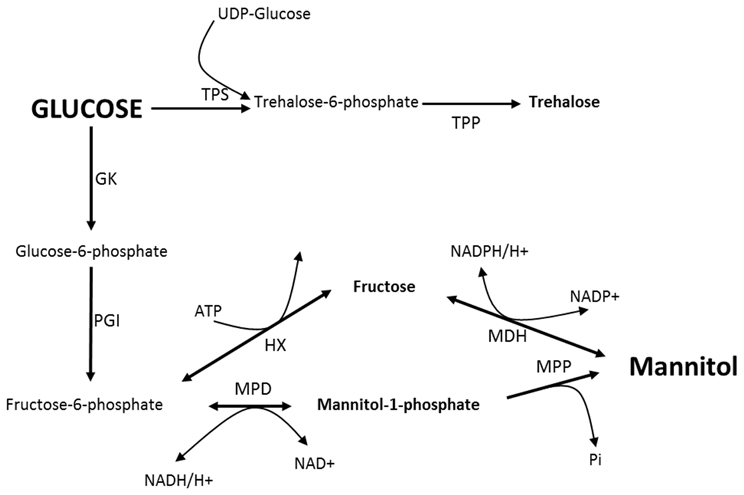 UDP-Glucose
TPS
GLUCOSE
Trehalose-6-phosphate
TPP
Trehalose
GK
Glucose-6-phosphate
PGI
ATP
HX
Fructose
NADPH/H+
NADP+
MDH
Mannitol
MPP
Fructose-6-phosphate
MPD
Mannitol-1-phosphate
NADH/H+
NAD+
Pi